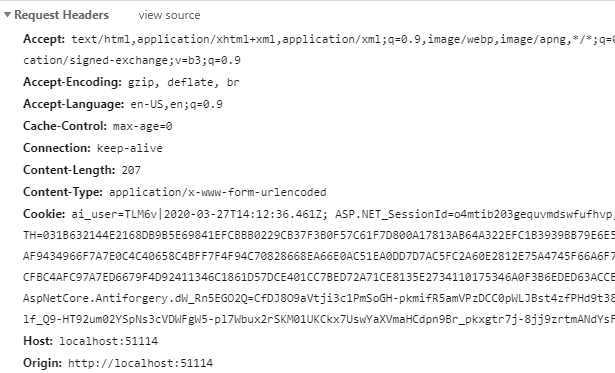 Request Headers view source
Accept: text/html,application/xhtml+xml,application/xml;q=0.9,image/webp,image/apng,*/*;q=0
cation/signed-exchange;v=b3;q=0.9
Accept-Encoding: gzip, deflate, br
Accept-Language: en-US,en;q=0.9
Cache-Control: max-age=0
Connection: keep-alive
Content-Length: 207
Content-Type: application/x-www-form-urlencoded
Cookie: ai_user=TLM6v|2020-03-27T14:12:36.461Z; ASP.NET_SessionId=o4mtib203gequvmdswfufhvp;
TH=031B632144E2168DB9B5E69841EFCBBB0229CB37F3B0F57C61F7D800A17813AB64A322EFC1B3939BB79E6E5
AF9434966F7A7E0C4C40658C4BFF7F4F94C70828668EA66E0AC51EA0DD7D7AC5FC2A60E2812E75A4745F66A6F7
CFBC4AFC97A7ED6679F4D92411346C1861D57DCE401CC7BED72A71CE8135E2734110175346A0F3B6EDED63ACCB
AspNetCore.Antiforgery.dW_Rn5EGO2Q=CfDJ8O9aVtji3c1PmSoGH-pkmifR5amVPzDCC0pWLJBst4zfPHd9t38
lf_Q9-HT92um02YSpNs3cVDWFgW5-pl7Wbux2rSKM01UKCkx7UswYaXVmaHCdpn9Br_pkxgtr7j-8jj9zrtmANdYsF
Host: localhost:51114
Origin: http://localhost:51114